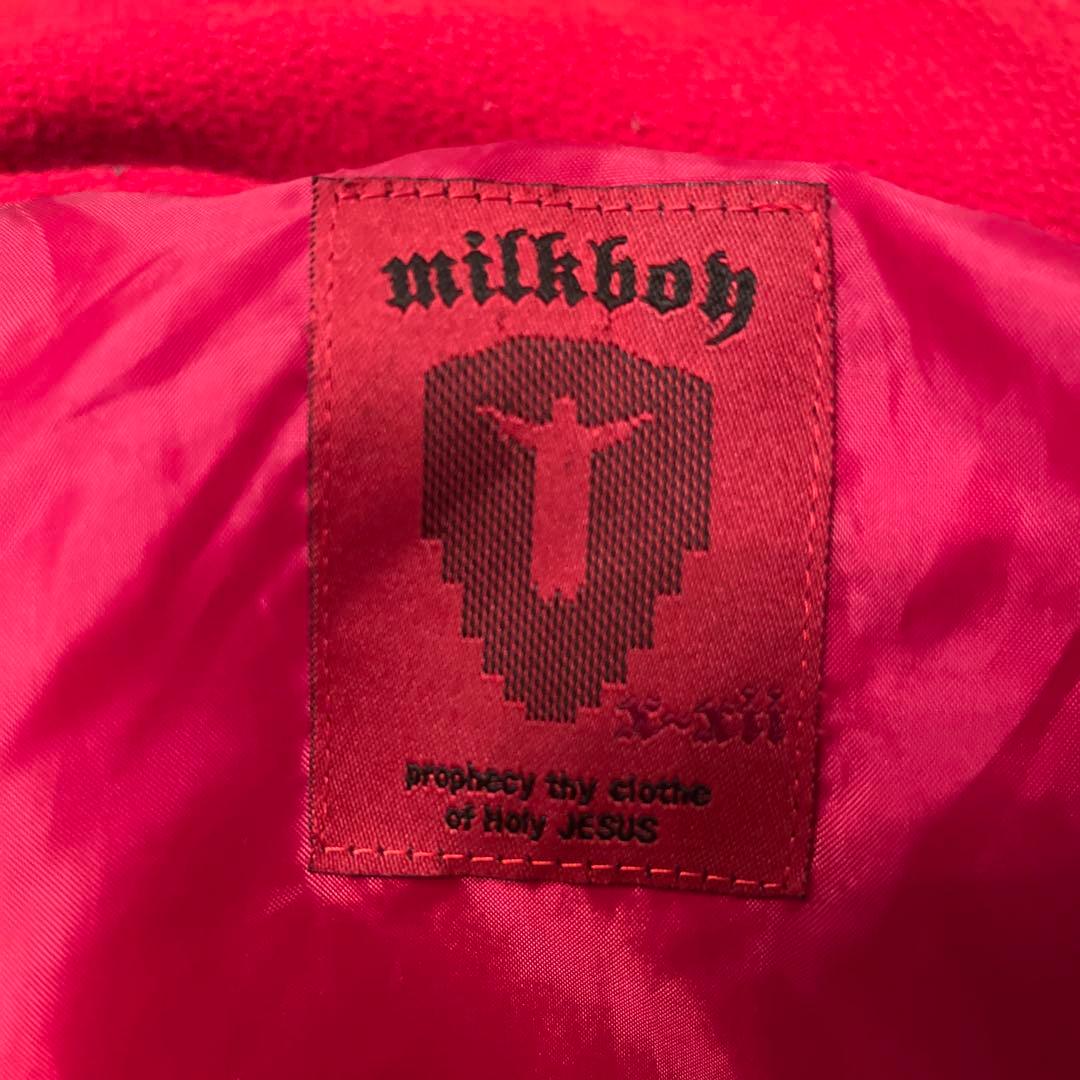 milkboy
x-xii
prophecy thy clothe
of Holy JESUS